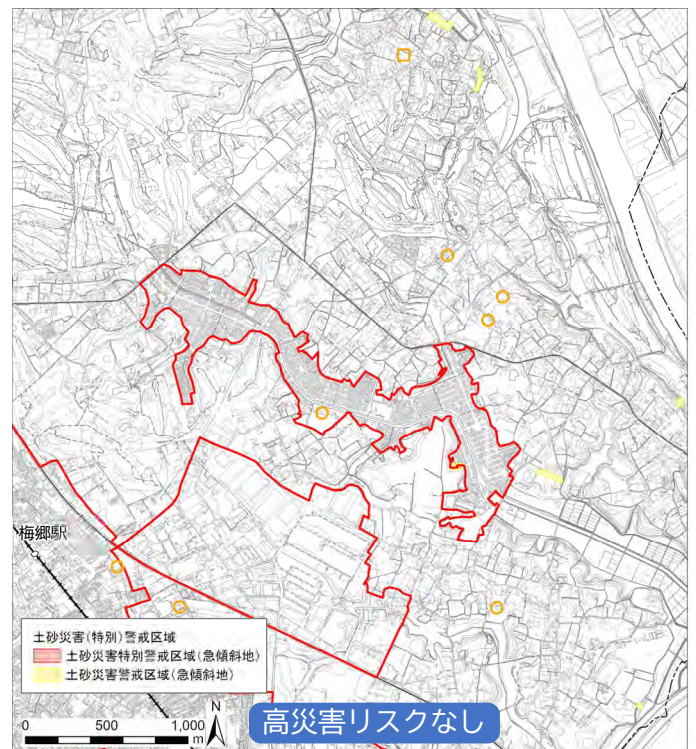 梅郷駅
土砂災害(特別)警戒区域
土砂災害特別警戒区域(急傾斜地)
土砂災害警戒区域(急傾斜地)
0 500 1,000
m
N
高災害リスクなし